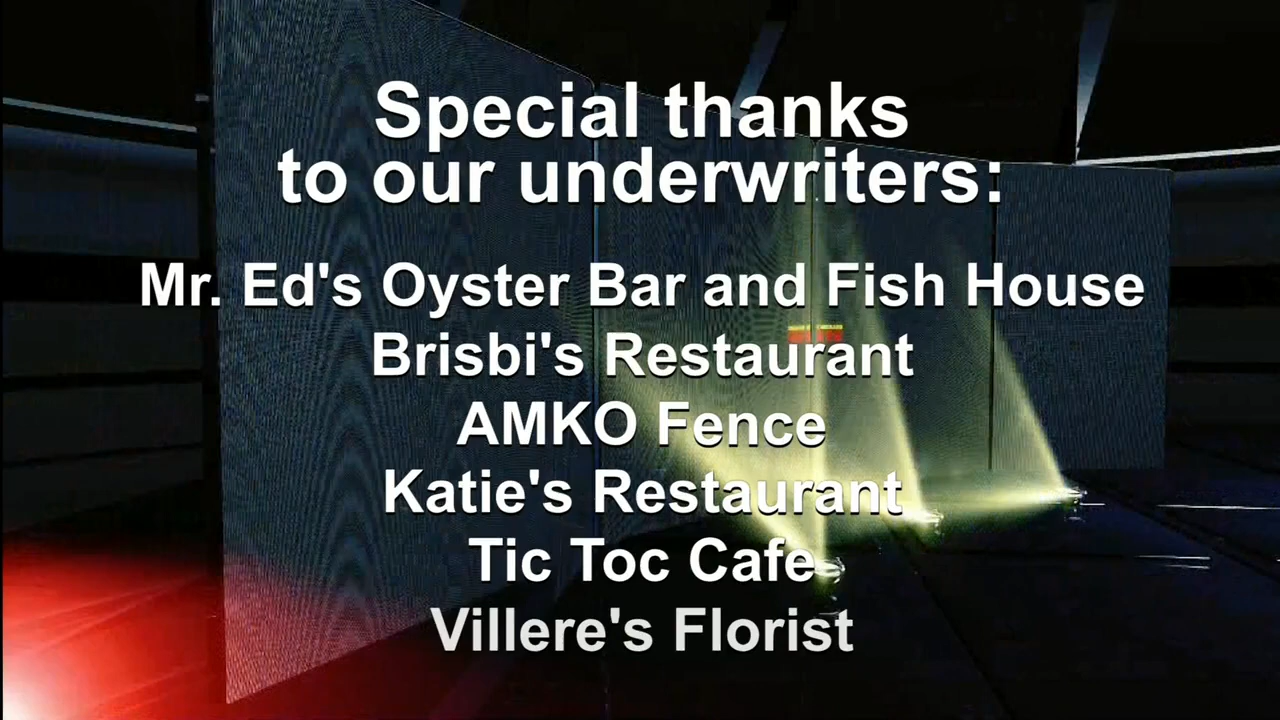 Special thanks
to our underwriters:
Mr. Ed's Oyster Bar and Fish House
Brisbi's Restaurant
AMKO Fence
Katie's Restaurant
Tic Toc Cafe
Villere's Florist